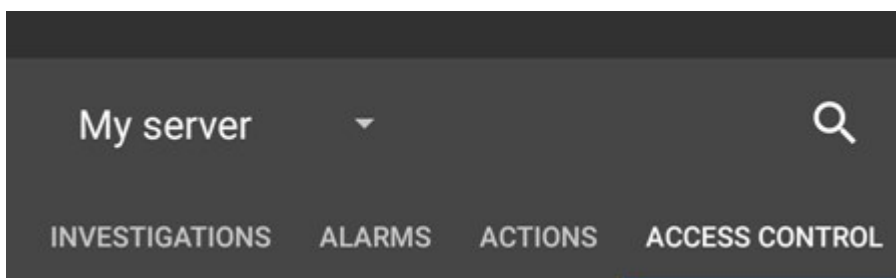 My server
INVESTIGATIONS ALARMS ACTIONS ACCESS CONTROL